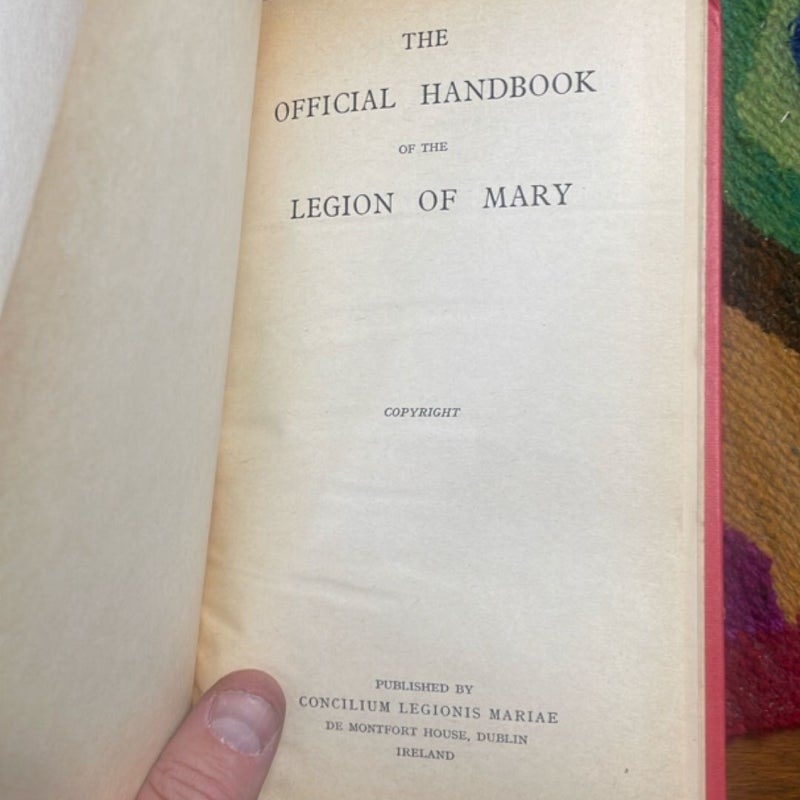 THE
OFFICIAL HANDBOOK
OF THE
LEGION OF MARY
COPYRIGHT
PUBLISHED BY
CONCILIUM LEGIONIS MARIAE
DE MONTFORT HOUSE, DUBLIN
IRELAND